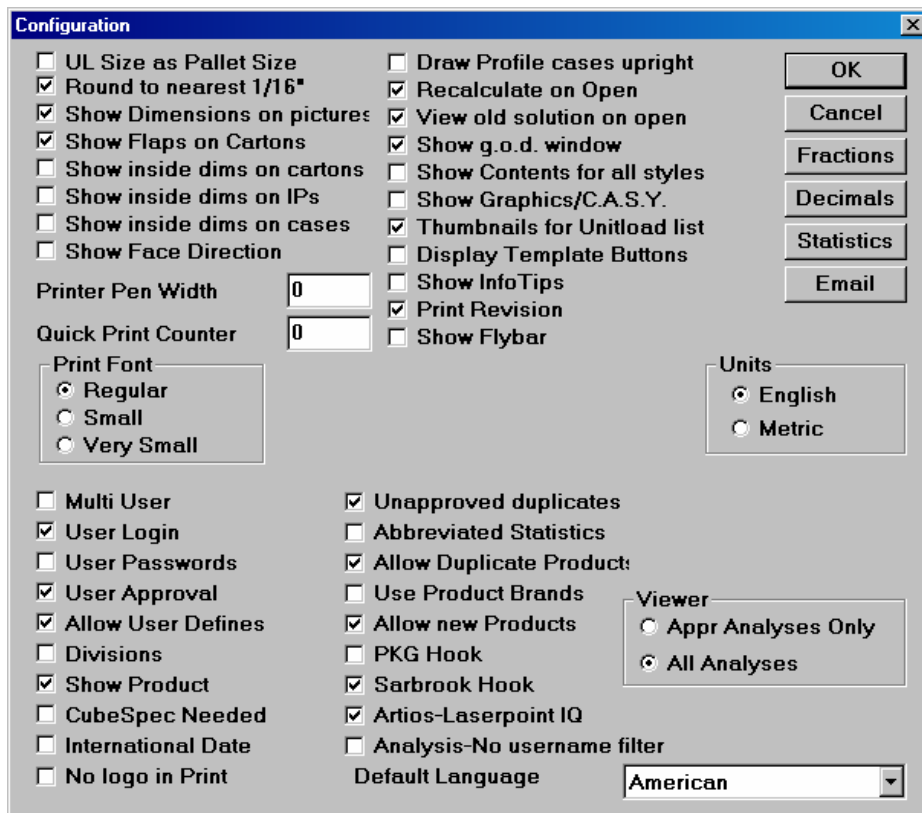 Configuration
UL Size as Pallet Size
Round to nearest 1/16"
Show Dimensions on pictures
Show Flaps on Cartons
Show inside dims on cartons
Show inside dims on IPs
Show inside dims on cases
Show Face Direction
Printer Pen Width 0
Quick Print Counter 0
Draw Profile cases upright
Recalculate on Open
View old solution on open
Show g.o.d. window
Show Contents for all styles
Show Graphics/C.A.S.Y.
Thumbnails for Unitload list
Display Template Buttons
Show InfoTips
Print Revision
Show Flybar
OK
Cancel
Fractions
Decimals
Statistics
Email
Print Font
Regular
Small
Very Small
Units
English
Metric
Multi User
User Login
User Passwords
User Approval
Allow User Defines
Divisions
Show Product
CubeSpec Needed
International Date
No logo in Print
Unapproved duplicates
Abbreviated Statistics
Allow Duplicate Products
Use Product Brands
Allow new Products
PKG Hook
Sarbrook Hook
Artios-Laserpoint IQ
Analysis-No username filter
Default Language American
Viewer
Appr Analyses Only
All Analyses